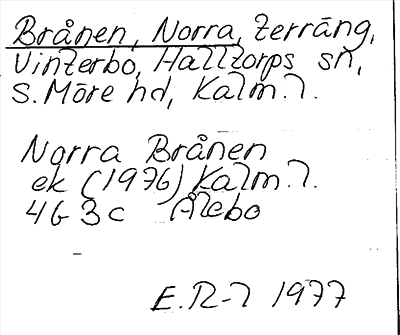 Brånen, Norra, terräng,
Vinterbo, Halltorps sn,
S. Möre hd, Kalm. l.
Norra Brånen
ek (1976) Kalm. l.
4G 3c Ålebo
E.R-l 1977